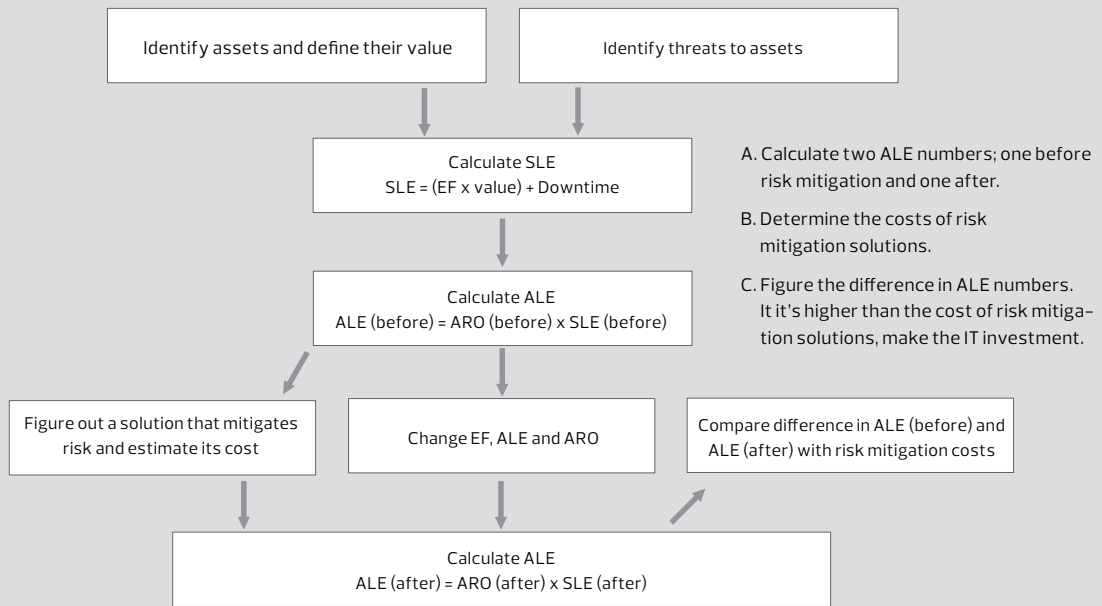 Identify assets and define their value
Identify threats to assets
Calculate SLE
SLE = (EF x value) + Downtime
A. Calculate two ALE numbers; one before
risk mitigation and one after.
B. Determine the costs of risk
mitigation solutions.
C. Figure the difference in ALE numbers.
It it's higher than the cost of risk mitiga-
tion solutions, make the IT investment.
Calculate ALE
ALE (before) = ARO (before) x SLE (before)
Figure out a solution that mitigates
risk and estimate its cost
Change EF, ALE and ARO
Compare difference in ALE (before) and
ALE (after) with risk mitigation costs
Calculate ALE
ALE (after) = ARO (after) x SLE (after)